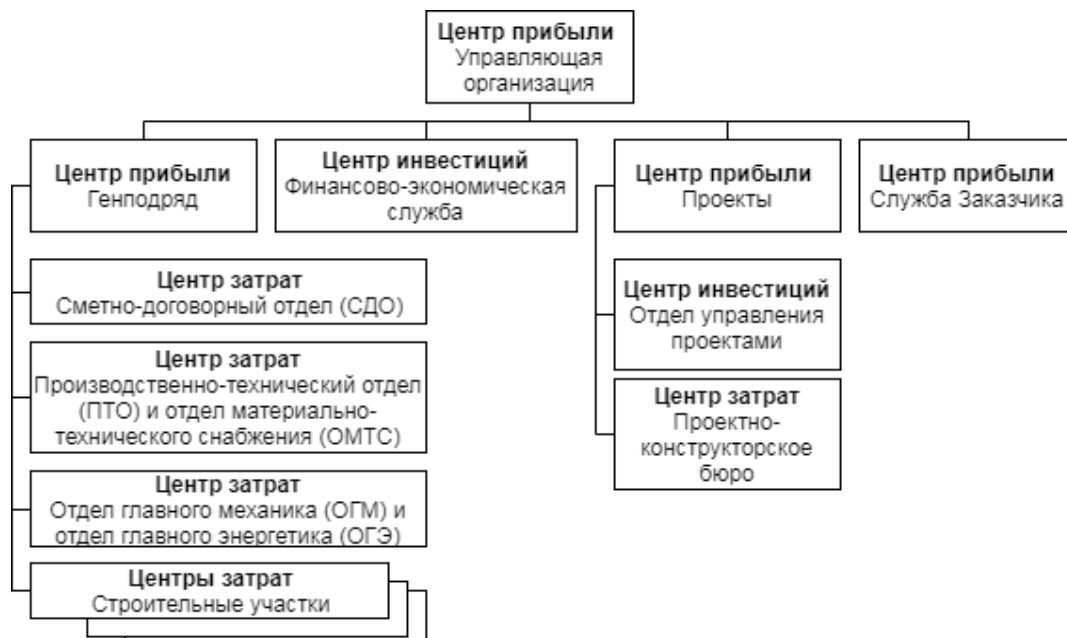 Центр прибыли
Управляющая
организация
Центр прибыли
Генподряд
Центр инвестиций
Финансово-экономическая
служба
Центр прибыли
Проекты
Центр прибыли
Служба Заказчика
Центр затрат
Сметно-договорный отдел (СДО)
Центр затрат
Производственно-технический отдел
(ПТО) и отдел материально-
технического снабжения (ОМТС)
Центр затрат
Отдел главного механика (ОГМ) и
отдел главного энергетика (ОГЭ)
Центры затрат
Строительные участки
Центр инвестиций
Отдел управления
проектами
Центр затрат
Проектно-
конструкторское
бюро